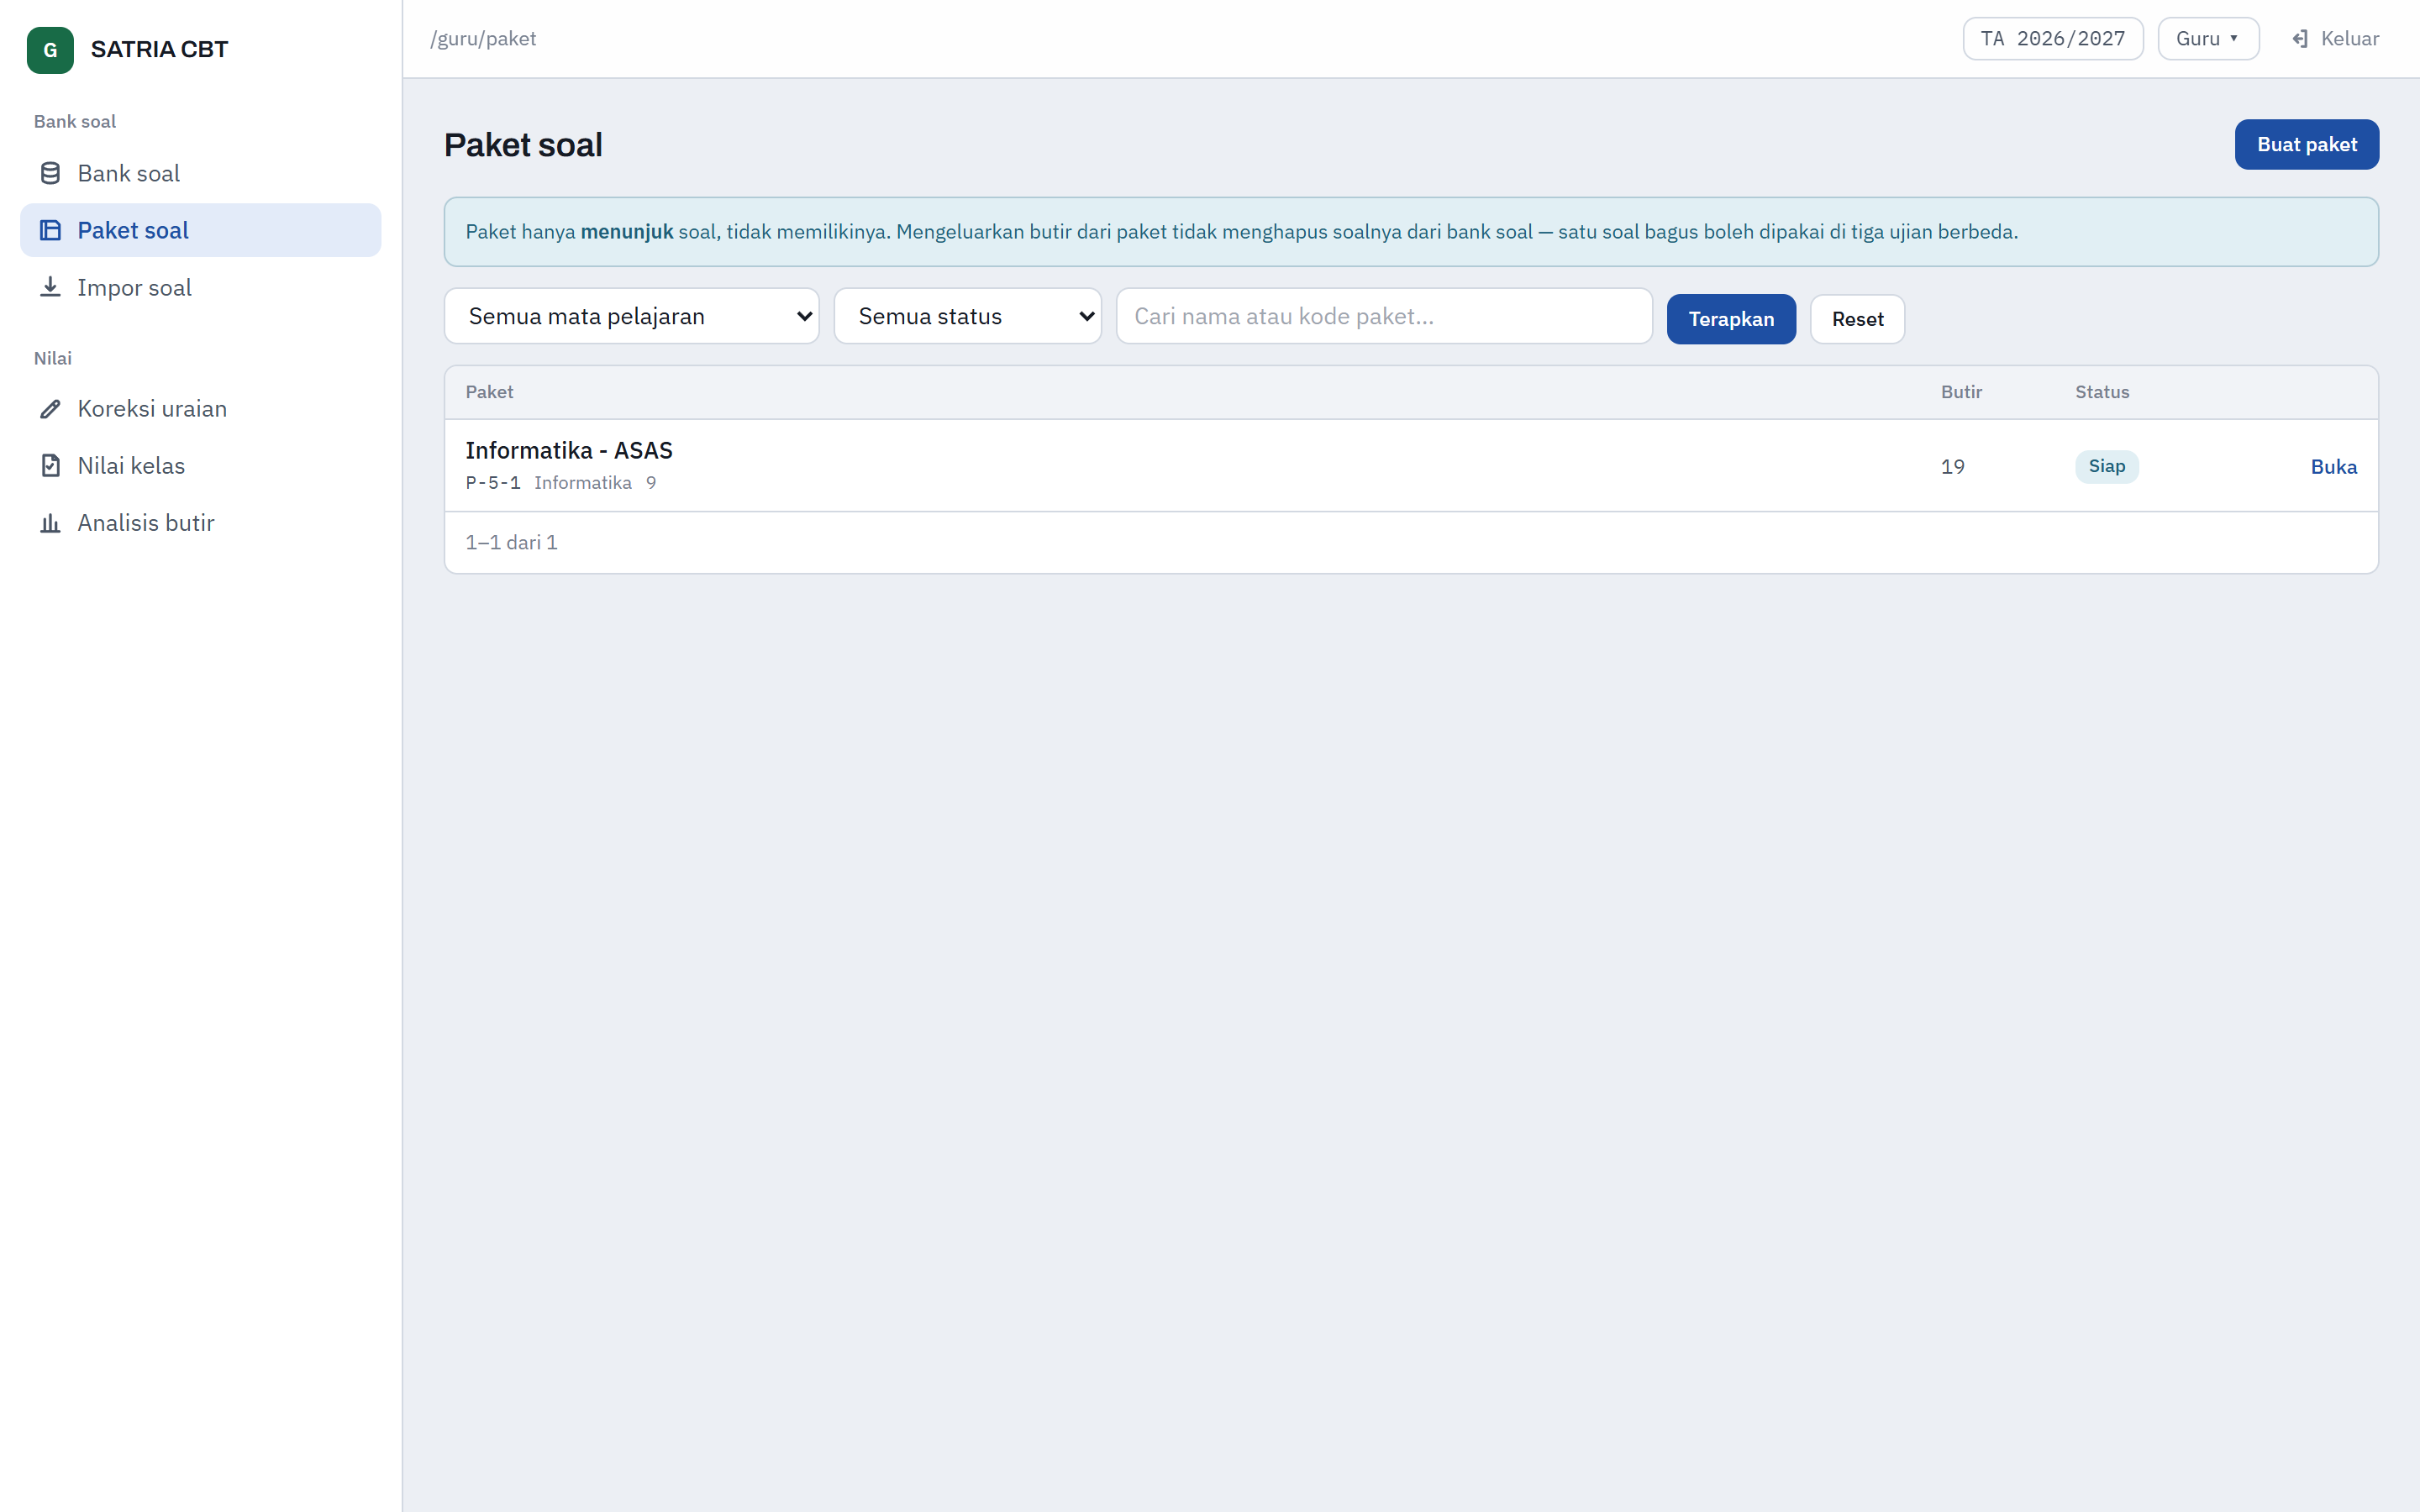 G SATRIA CBT
/guru/paket
TA 2026/2027
Guru ▾
Keluar
Bank soal
Bank soal
Paket soal
Impor soal
Nilai
Koreksi uraian
Nilai kelas
Analisis butir
Paket soal
Buat paket
Paket hanya menunjuk soal, tidak memilikinya. Mengeluarkan butir dari paket tidak menghapus soalnya dari bank soal — satu soal bagus boleh dipakai di tiga ujian berbeda.
Semua mata pelajaran
Semua status
Cari nama atau kode paket...
Terapkan
Reset
Paket Butir Status
Informatika - ASAS
P-5-1 Informatika 9
19
Siap
Buka
1–1 dari 1